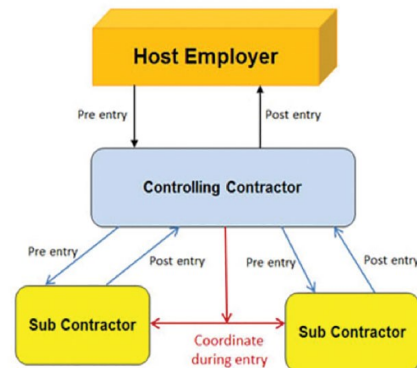 Host Employer
Pre entry
Post entry
Controlling Contractor
Pre entry
Post entry
Pre entry
Post entry
Sub Contractor
Coordinate
during entry
Sub Contractor